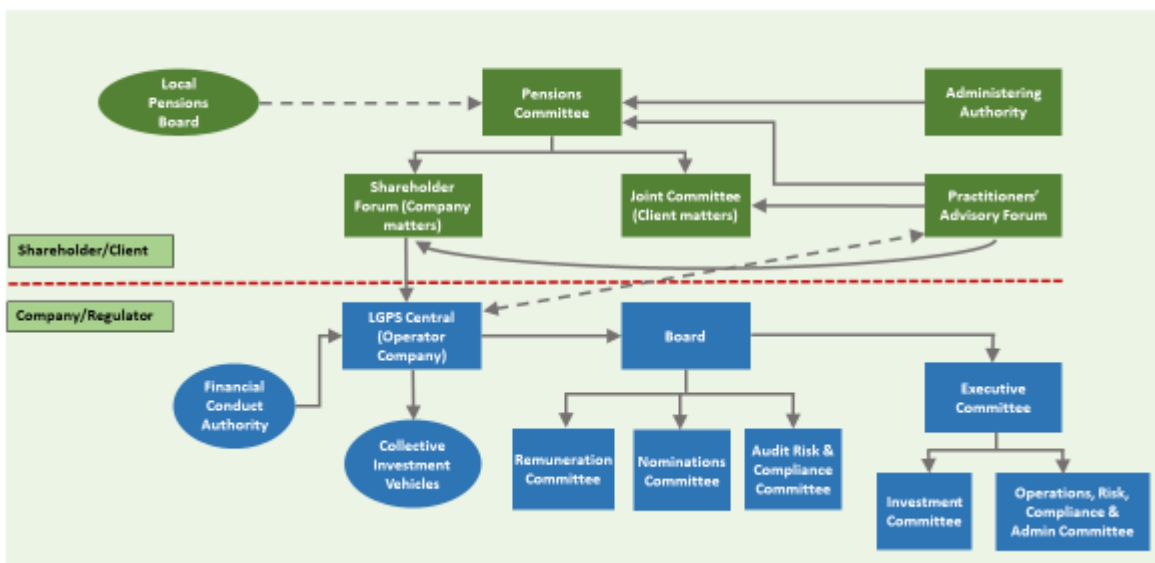 Local
Pensions
Board
Pensions
Committee
Administering
Authority
Shareholder
Forum (Company
matters)
Joint Committee
(Client matters)
Practitioners'
Advisory Forum
Shareholder/Client
Company/Regulator
LGPS Central
(Operator
Company)
Board
Financial
Conduct
Authority
Executive
Committee
Collective
Investment
Vehicles
Remuneration
Committee
Nominations
Committee
Audit Risk &
Compliance
Committee
Investment
Committee
Operations, Risk,
Compliance &
Admin Committee